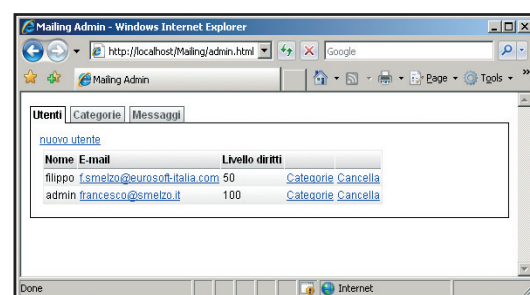 Mailing Admin - Windows Internet Explorer
http://localhost/Mailing/admin.html
Google
Mailing Admin
Page
Tools
Utenti Categorie Messaggi
nuovo utente
Nome E-mail Livello diritti
filippo f.smelzo@eurosoft-italia.com 50 Categorie Cancella
admin francesco@smelzo.it 100 Categorie Cancella
Done Internet